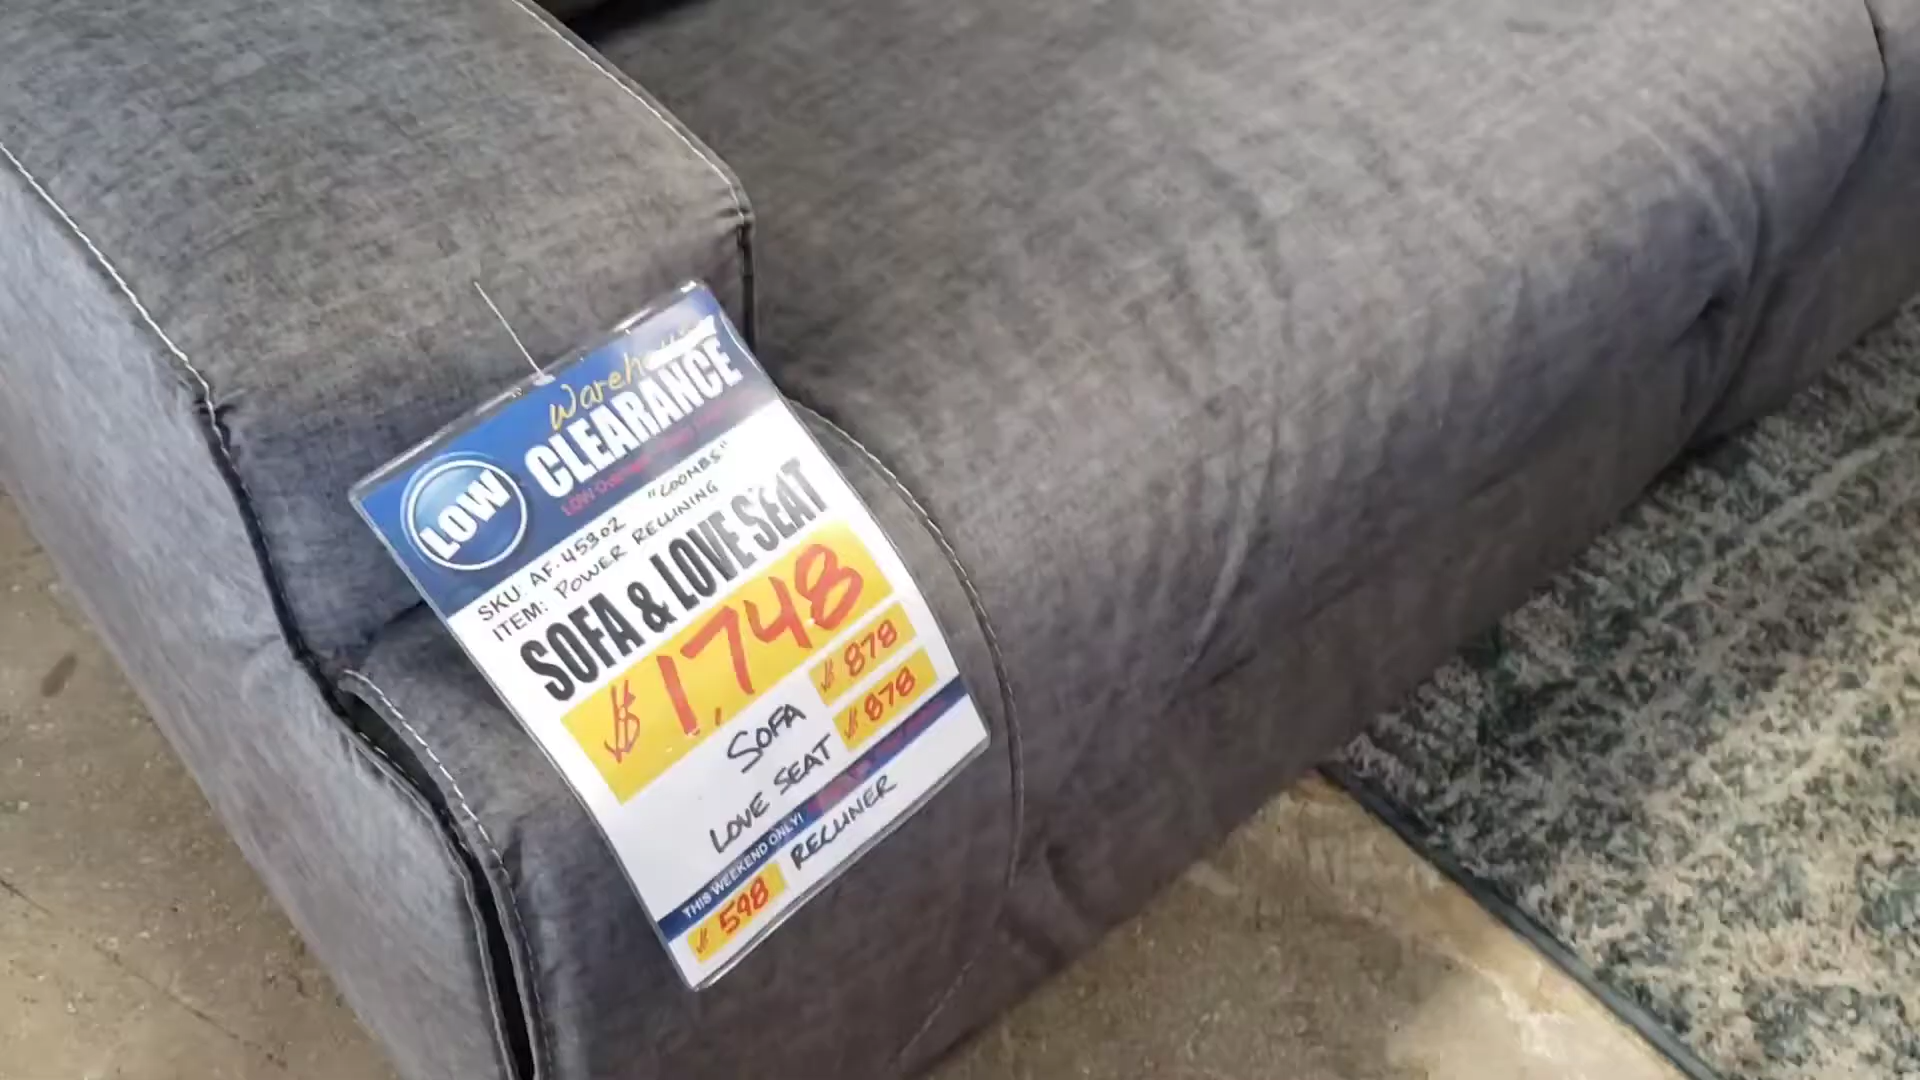 Warehouse
CLEARANCE
LOW
SKU: AF-45302 "COOMBS"
ITEM: POWER RECLINING
SOFA & LOVE SEAT
$1,748
SOFA $878
LOVE SEAT $878
THIS WEEKEND ONLY!
$598 RECLINER